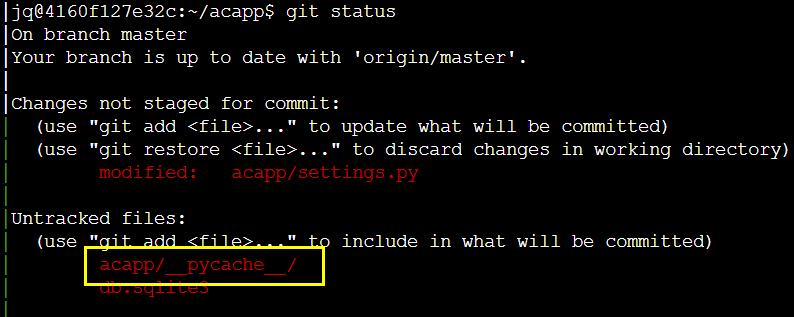 jq@4160f127e32c:~/acapp$ git status
On branch master
Your branch is up to date with 'origin/master'.
Changes not staged for commit:
(use "git add <file>..." to update what will be committed)
(use "git restore <file>..." to discard changes in working directory)
modified: acapp/settings.py
Untracked files:
(use "git add <file>..." to include in what will be committed)
acapp/__pycache__/
db.sqlite3